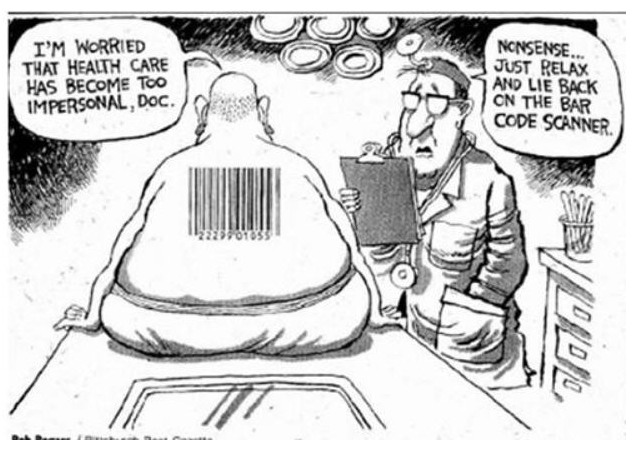 I'M WORRIED
THAT HEALTH CARE
HAS BECOME TOO
IMPERSONAL, DOC.
NONSENSE...
JUST RELAX
AND LIE BACK
ON THE BAR
CODE SCANNER.
2229901055